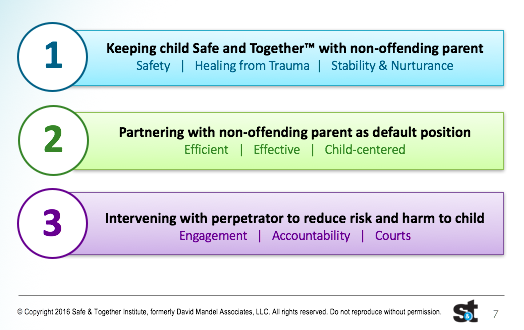 1
Keeping child Safe and Together™ with non-offending parent
Safety | Healing from Trauma | Stability & Nurturance
2
Partnering with non-offending parent as default position
Efficient | Effective | Child-centered
3
Intervening with perpetrator to reduce risk and harm to child
Engagement | Accountability | Courts
© Copyright 2016 Safe & Together Institute, formerly David Mandel Associates, LLC. All rights reserved. Do not reproduce without permission.
s&t
7